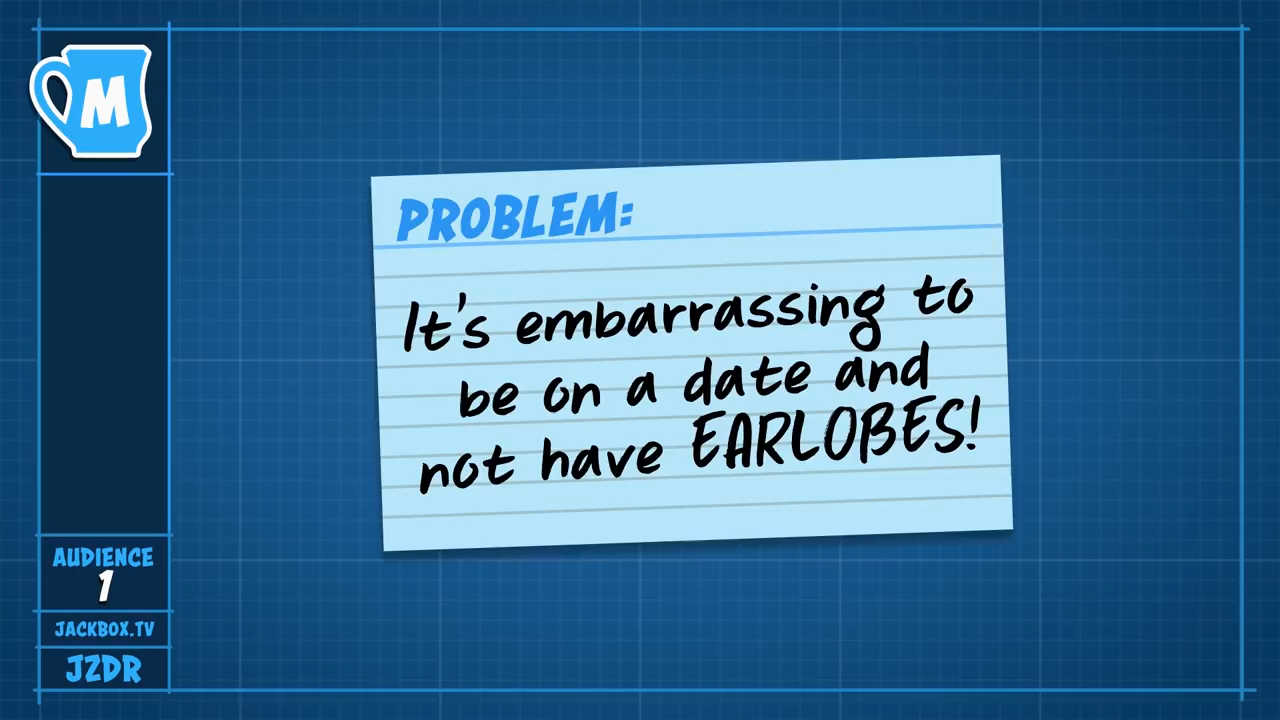 M
PROBLEM:
It's embarrassing to
be on a date and
not have EARLOBES!
AUDIENCE
1
JACKBOX.TV
JZDR